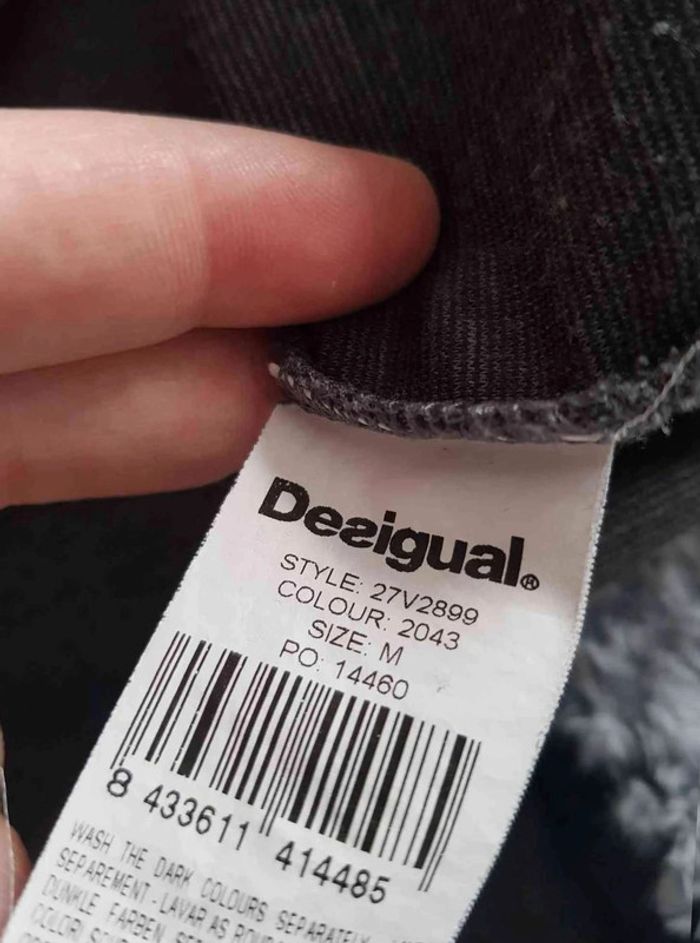 Desigual®
STYLE: 27V2899
COLOUR: 2043
SIZE: M
PO: 14460
8 433611 414485
WASH THE DARK COLOURS SEPARATELY
SEPAREMENT - LAVAR AS
DUNKLE FARBEN